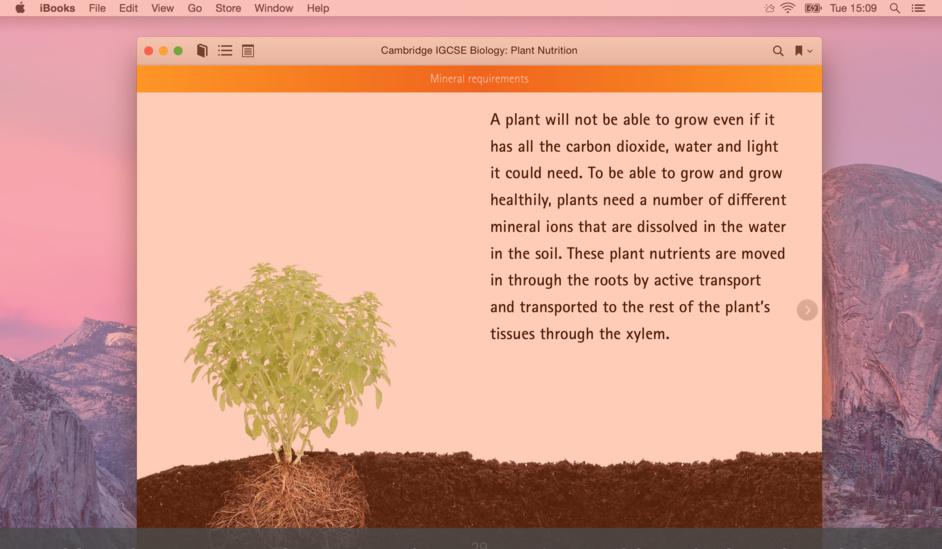 iBooks File Edit View Go Store Window Help Tue 15:09
Cambridge IGCSE Biology: Plant Nutrition
Mineral requirements
A plant will not be able to grow even if it
has all the carbon dioxide, water and light
it could need. To be able to grow and grow
healthily, plants need a number of different
mineral ions that are dissolved in the water
in the soil. These plant nutrients are moved
in through the roots by active transport
and transported to the rest of the plant's
tissues through the xylem.